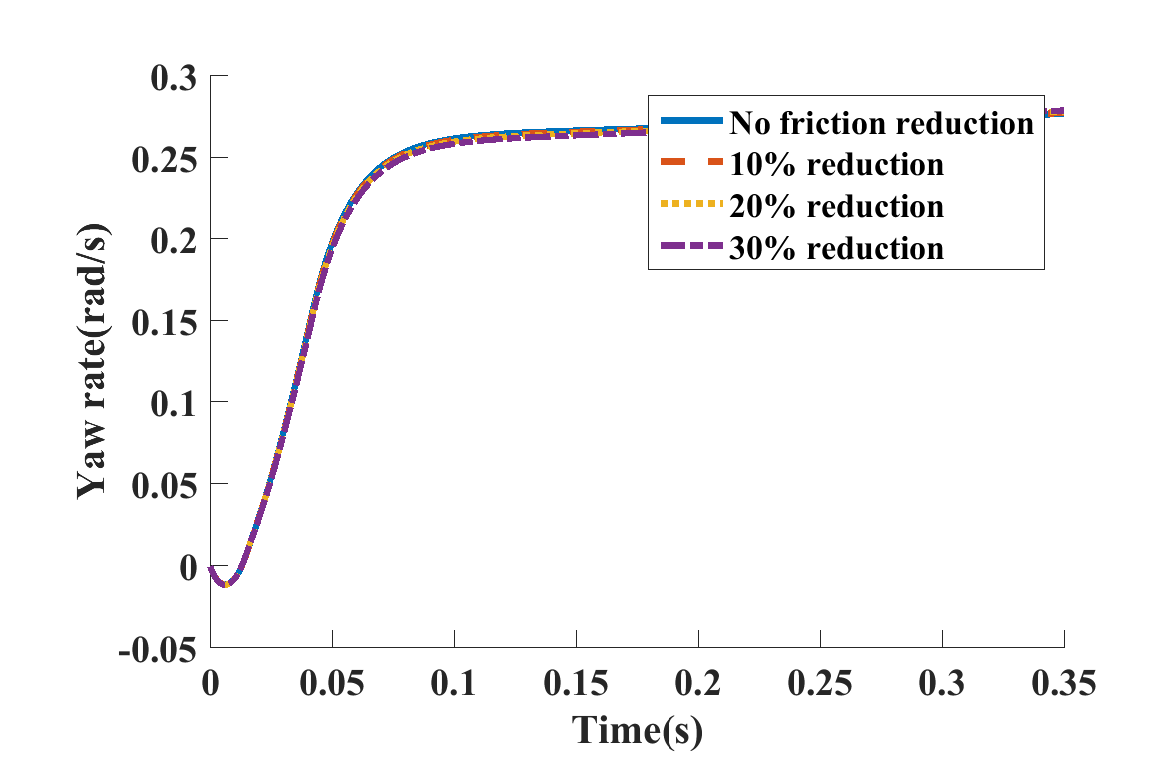 0.3
0.25
0.2
0.15
0.1
0.05
0
-0.05
Yaw rate(rad/s)
No friction reduction
10% reduction
20% reduction
30% reduction
0 0.05 0.1 0.15 0.2 0.25 0.3 0.35
Time(s)